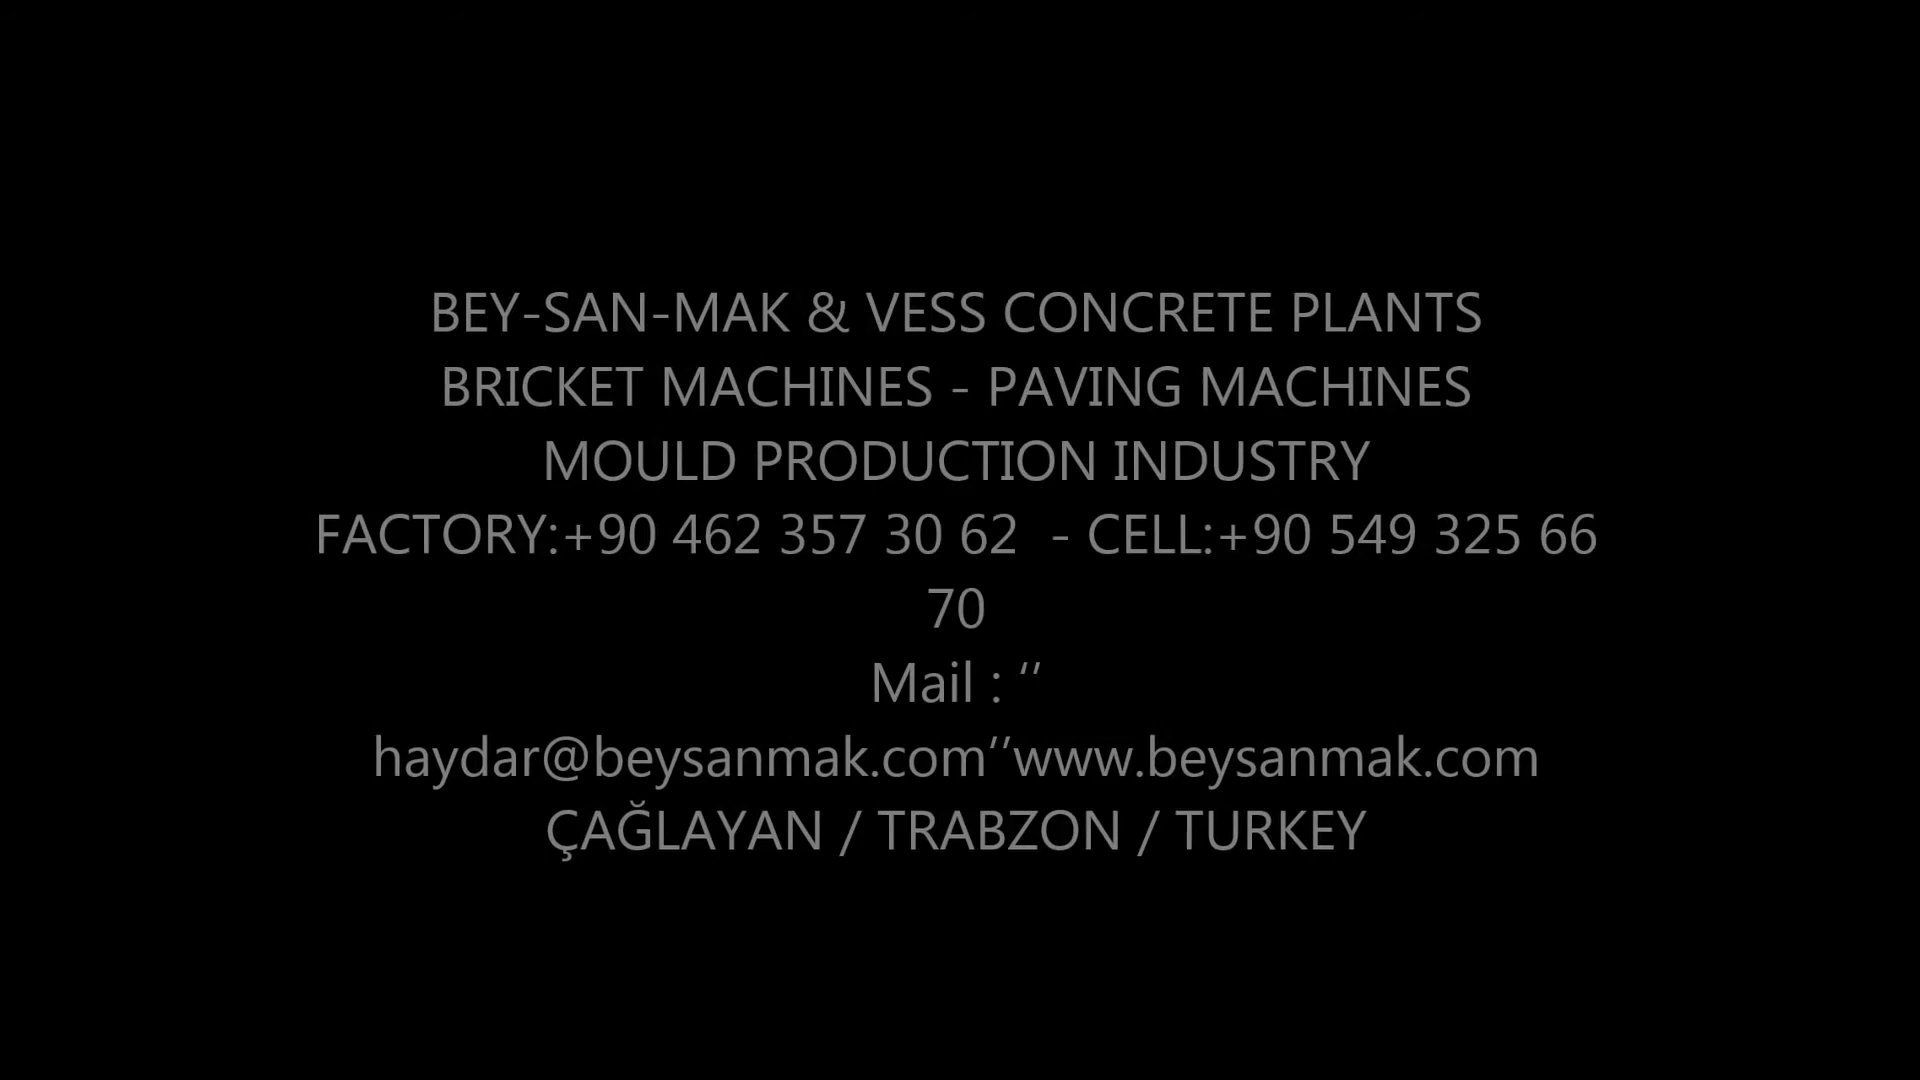 BEY-SAN-MAK & VESS CONCRETE PLANTS
BRICKET MACHINES - PAVING MACHINES
MOULD PRODUCTION INDUSTRY
FACTORY:+90 462 357 30 62  - CELL:+90 549 325 66
70
Mail : ‘’
haydar@beysanmak.com’’www.beysanmak.com
ÇAĞLAYAN / TRABZON / TURKEY